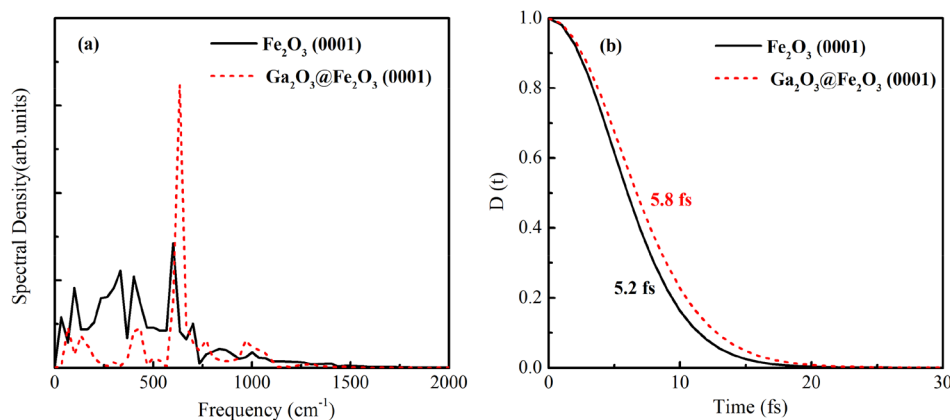 (a)
Fe₂O₃ (0001)
Ga₂O₃@Fe₂O₃ (0001)
Spectral Density(arb.units)
0 500 1000 1500 2000
Frequency (cm⁻¹)
(b)
Fe₂O₃ (0001)
Ga₂O₃@Fe₂O₃ (0001)
1.0
0.8
0.6
0.4
0.2
0.0
D (t)
5.8 fs
5.2 fs
0 10 20 30
Time (fs)